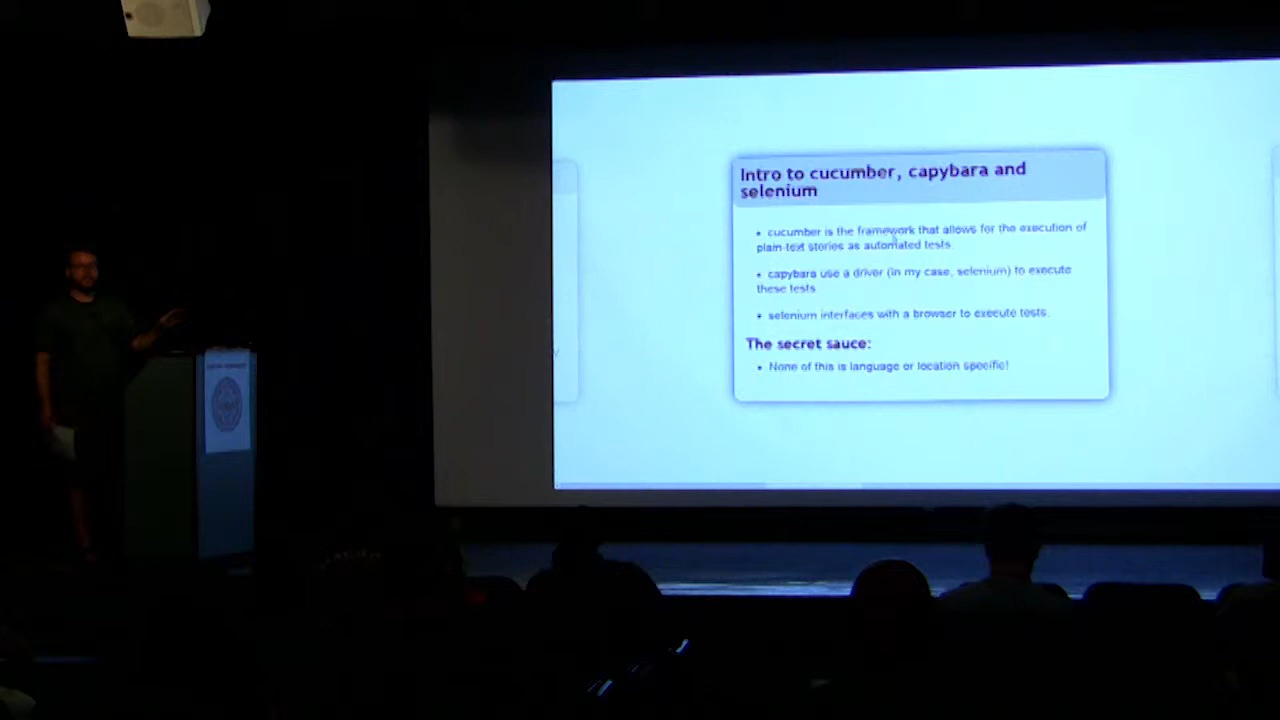 Intro to cucumber, capybara and
selenium
• cucumber is the framework that allows for the execution of
plain-text stories as automated tests.
• capybara use a driver (in my case, selenium) to execute
these tests
• selenium interfaces with a browser to execute tests.
The secret sauce:
• None of this is language or location specific!
y